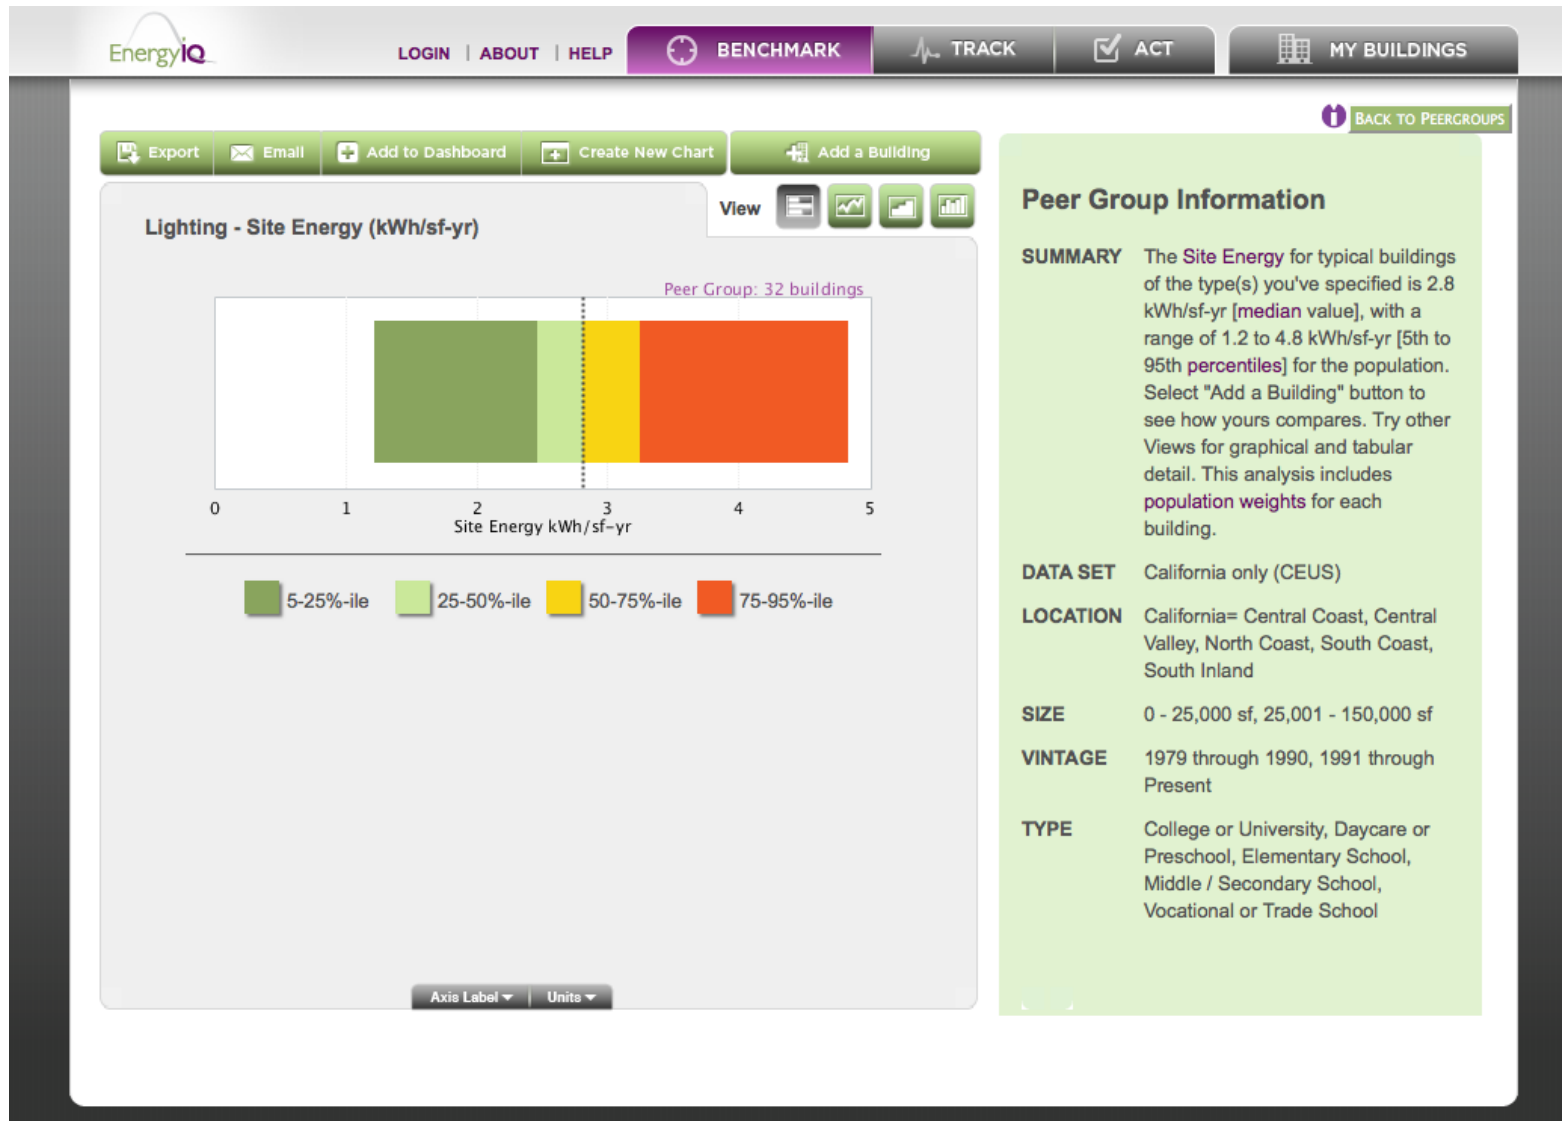 EnergyIQ
LOGIN | ABOUT | HELP
BENCHMARK
TRACK
ACT
MY BUILDINGS
BACK TO PEERGROUPS
Export
Email
Add to Dashboard
Create New Chart
Add a Building
View
Lighting - Site Energy (kWh/sf-yr)
Peer Group: 32 buildings
0 1 2 3 4 5
Site Energy kWh/sf-yr
5-25%-ile 25-50%-ile 50-75%-ile 75-95%-ile
Axis Label
Units
Peer Group Information
SUMMARY The Site Energy for typical buildings
of the type(s) you've specified is 2.8
kWh/sf-yr [median value], with a
range of 1.2 to 4.8 kWh/sf-yr [5th to
95th percentiles] for the population.
Select "Add a Building" button to
see how yours compares. Try other
Views for graphical and tabular
detail. This analysis includes
population weights for each
building.
DATA SET California only (CEUS)
LOCATION California= Central Coast, Central
Valley, North Coast, South Coast,
South Inland
SIZE 0 - 25,000 sf, 25,001 - 150,000 sf
VINTAGE 1979 through 1990, 1991 through
Present
TYPE College or University, Daycare or
Preschool, Elementary School,
Middle / Secondary School,
Vocational or Trade School